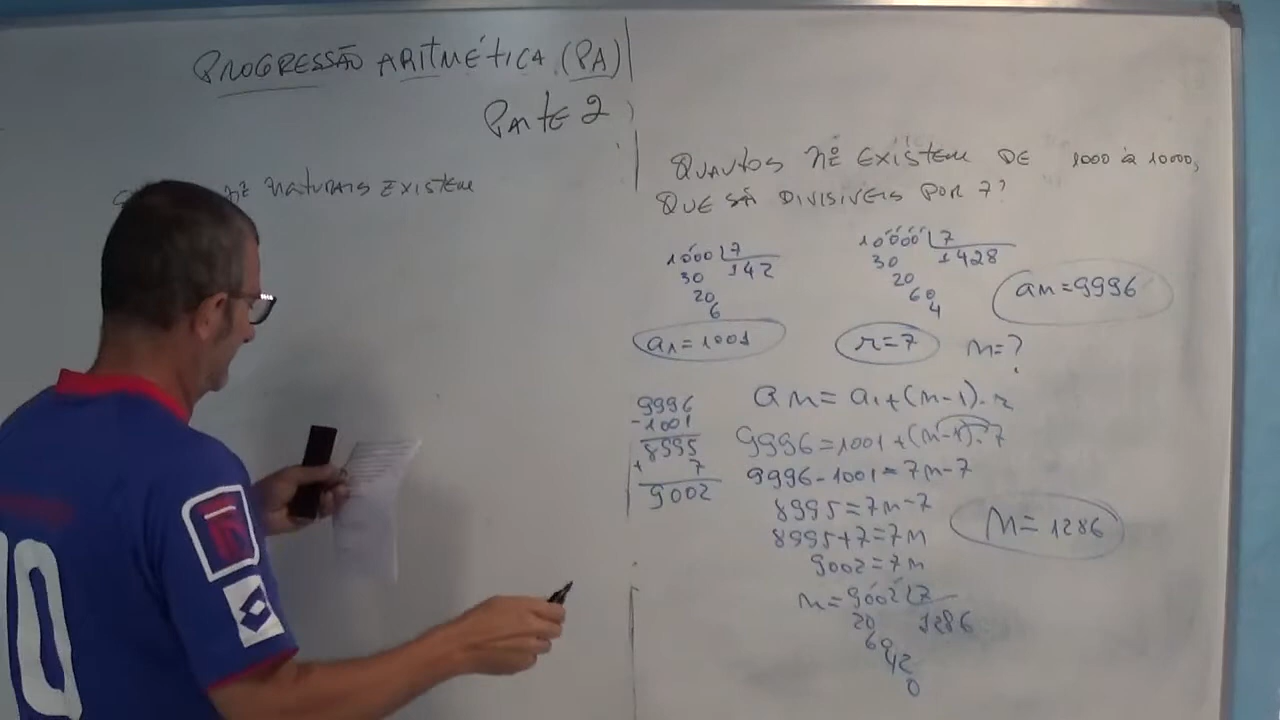 PROGRESSÃO ARITMÉTICA (PA)
PARTE 2
nº naturais EXISTEM
QUANTOS Nº EXISTEM DE 1000 à 10000,
QUE SÃ DIVISIVEIS POR 7?
1000 7
30 142
20
6
10000 7
30 1428
20
60
4
an=9996
a1=1001
r=7
n=?
9996
-1001
8995
+ 7
9002
an=a1+(n-1).r
9996=1001+(n-1).7
9996-1001=7n-7
8995=7n-7
8995+7=7n
9002=7n
n=9002 7
20 1286
60
42
0
N=1286
10